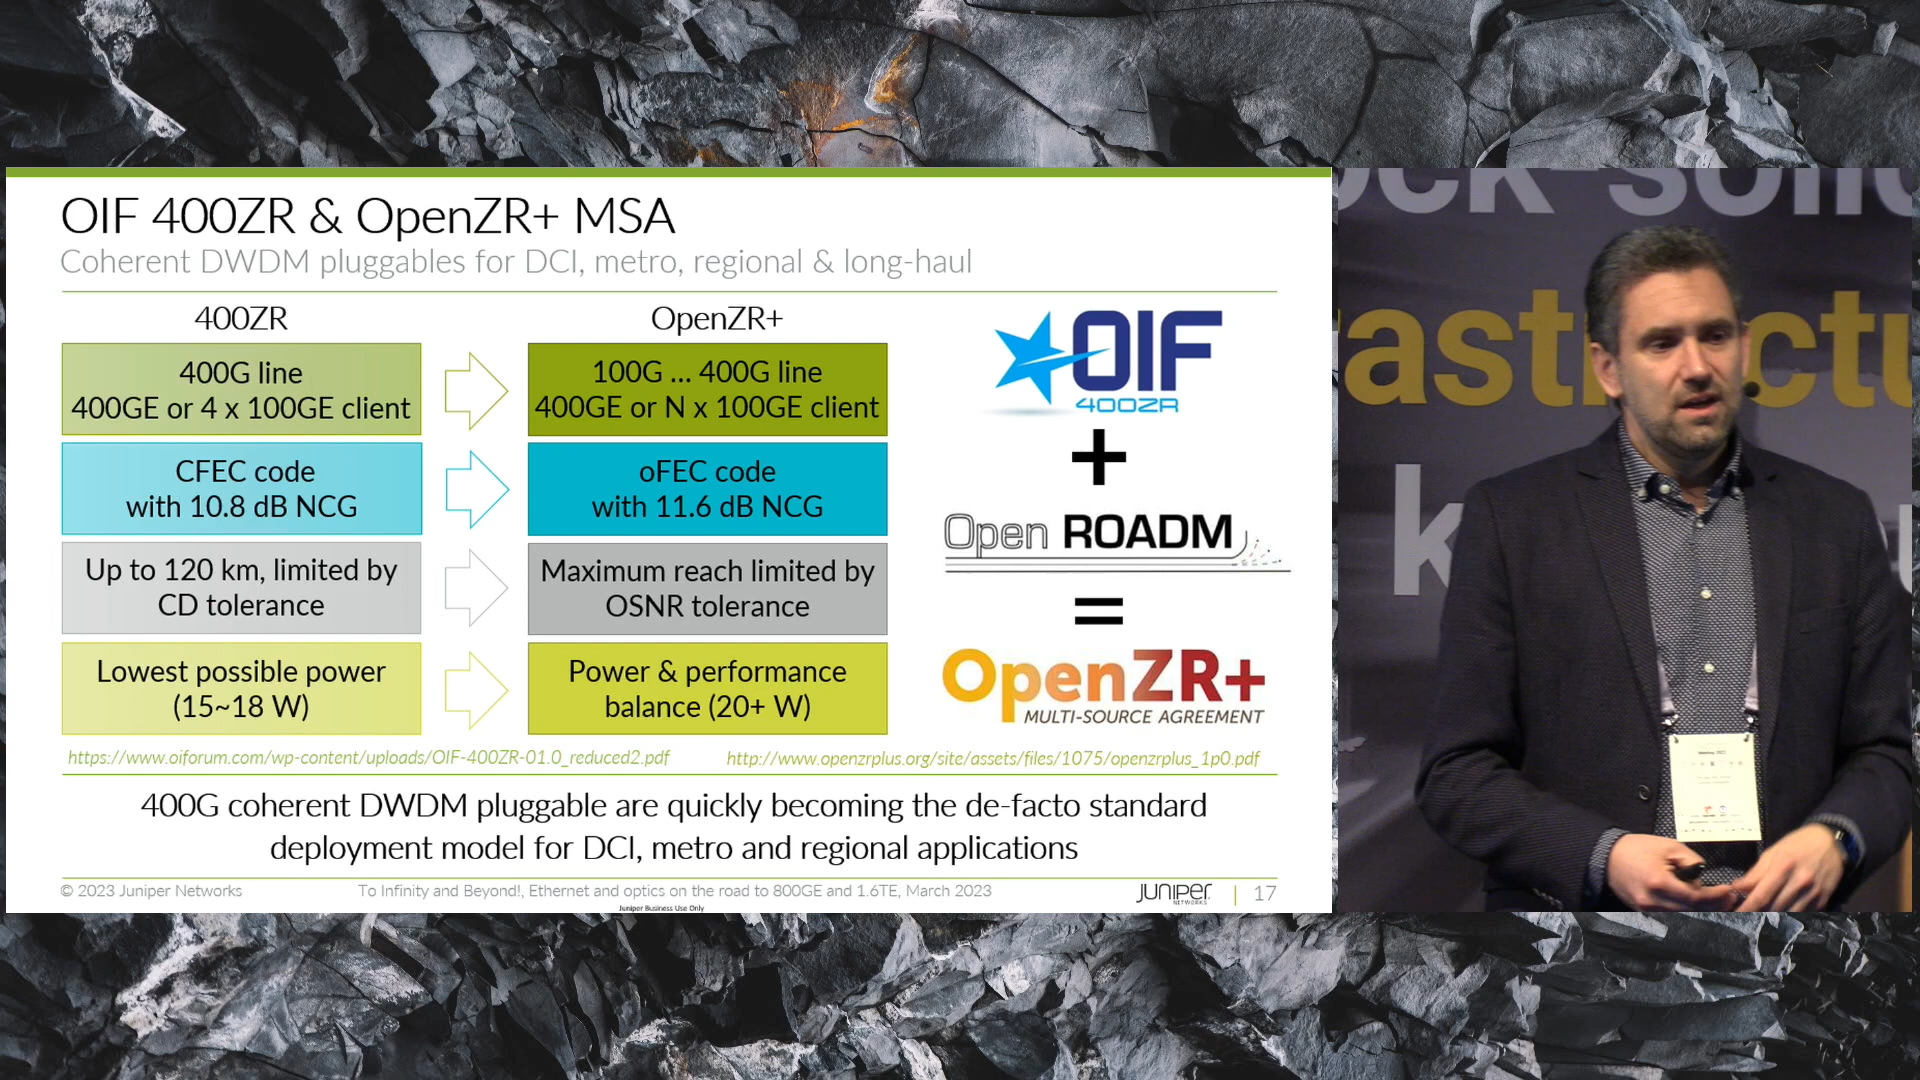 OIF 400ZR & OpenZR+ MSA
Coherent DWDM pluggables for DCI, metro, regional & long-haul
400ZR
OpenZR+
400G line
400GE or 4 x 100GE client
100G ... 400G line
400GE or N x 100GE client
CFEC code
with 10.8 dB NCG
oFEC code
with 11.6 dB NCG
Up to 120 km, limited by
CD tolerance
Maximum reach limited by
OSNR tolerance
Lowest possible power
(15~18 W)
Power & performance
balance (20+ W)
OIF
400ZR
+
Open ROADM
=
OpenZR+
MULTI-SOURCE AGREEMENT
https://www.oiforum.com/wp-content/uploads/OIF-400ZR-01.0_reduced2.pdf
http://www.openzrplus.org/site/assets/files/1075/openzrplus_1p0.pdf
400G coherent DWDM pluggable are quickly becoming the de-facto standard
deployment model for DCI, metro and regional applications
© 2023 Juniper Networks
To Infinity and Beyond!, Ethernet and optics on the road to 800GE and 1.6TE, March 2023
JUNIPER
NETWORKS
| 17
Juniper Business Use Only
ock-solid